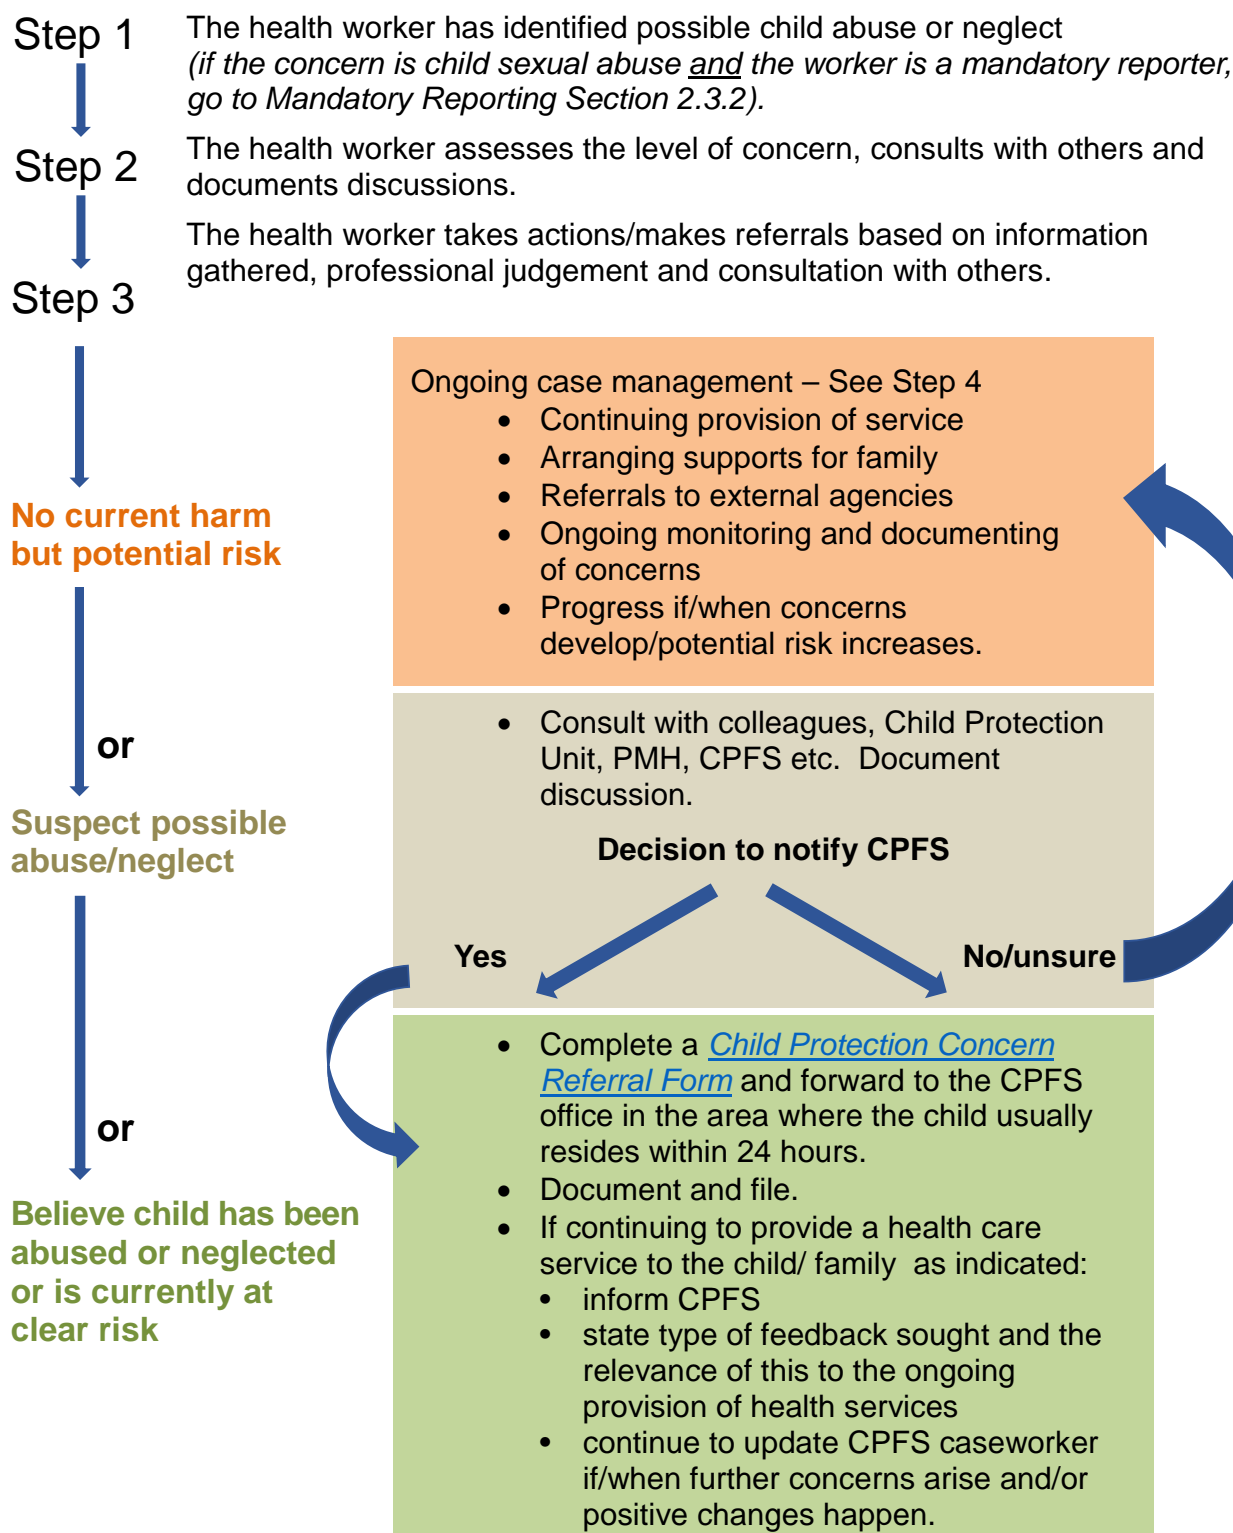 Step 1
The health worker has identified possible child abuse or neglect
(if the concern is child sexual abuse and the worker is a mandatory reporter,
go to Mandatory Reporting Section 2.3.2).
Step 2
The health worker assesses the level of concern, consults with others and
documents discussions.
The health worker takes actions/makes referrals based on information
gathered, professional judgement and consultation with others.
Step 3
No current harm
but potential risk
Ongoing case management – See Step 4
• Continuing provision of service
• Arranging supports for family
• Referrals to external agencies
• Ongoing monitoring and documenting
of concerns
• Progress if/when concerns
develop/potential risk increases.
or
Suspect possible
abuse/neglect
• Consult with colleagues, Child Protection
Unit, PMH, CPFS etc.  Document
discussion.
Decision to notify CPFS
Yes
No/unsure
or
Believe child has been
abused or neglected
or is currently at
clear risk
• Complete a Child Protection Concern
Referral Form and forward to the CPFS
office in the area where the child usually
resides within 24 hours.
• Document and file.
• If continuing to provide a health care
service to the child/ family  as indicated:
• inform CPFS
• state type of feedback sought and the
relevance of this to the ongoing
provision of health services
• continue to update CPFS caseworker
if/when further concerns arise and/or
positive changes happen.